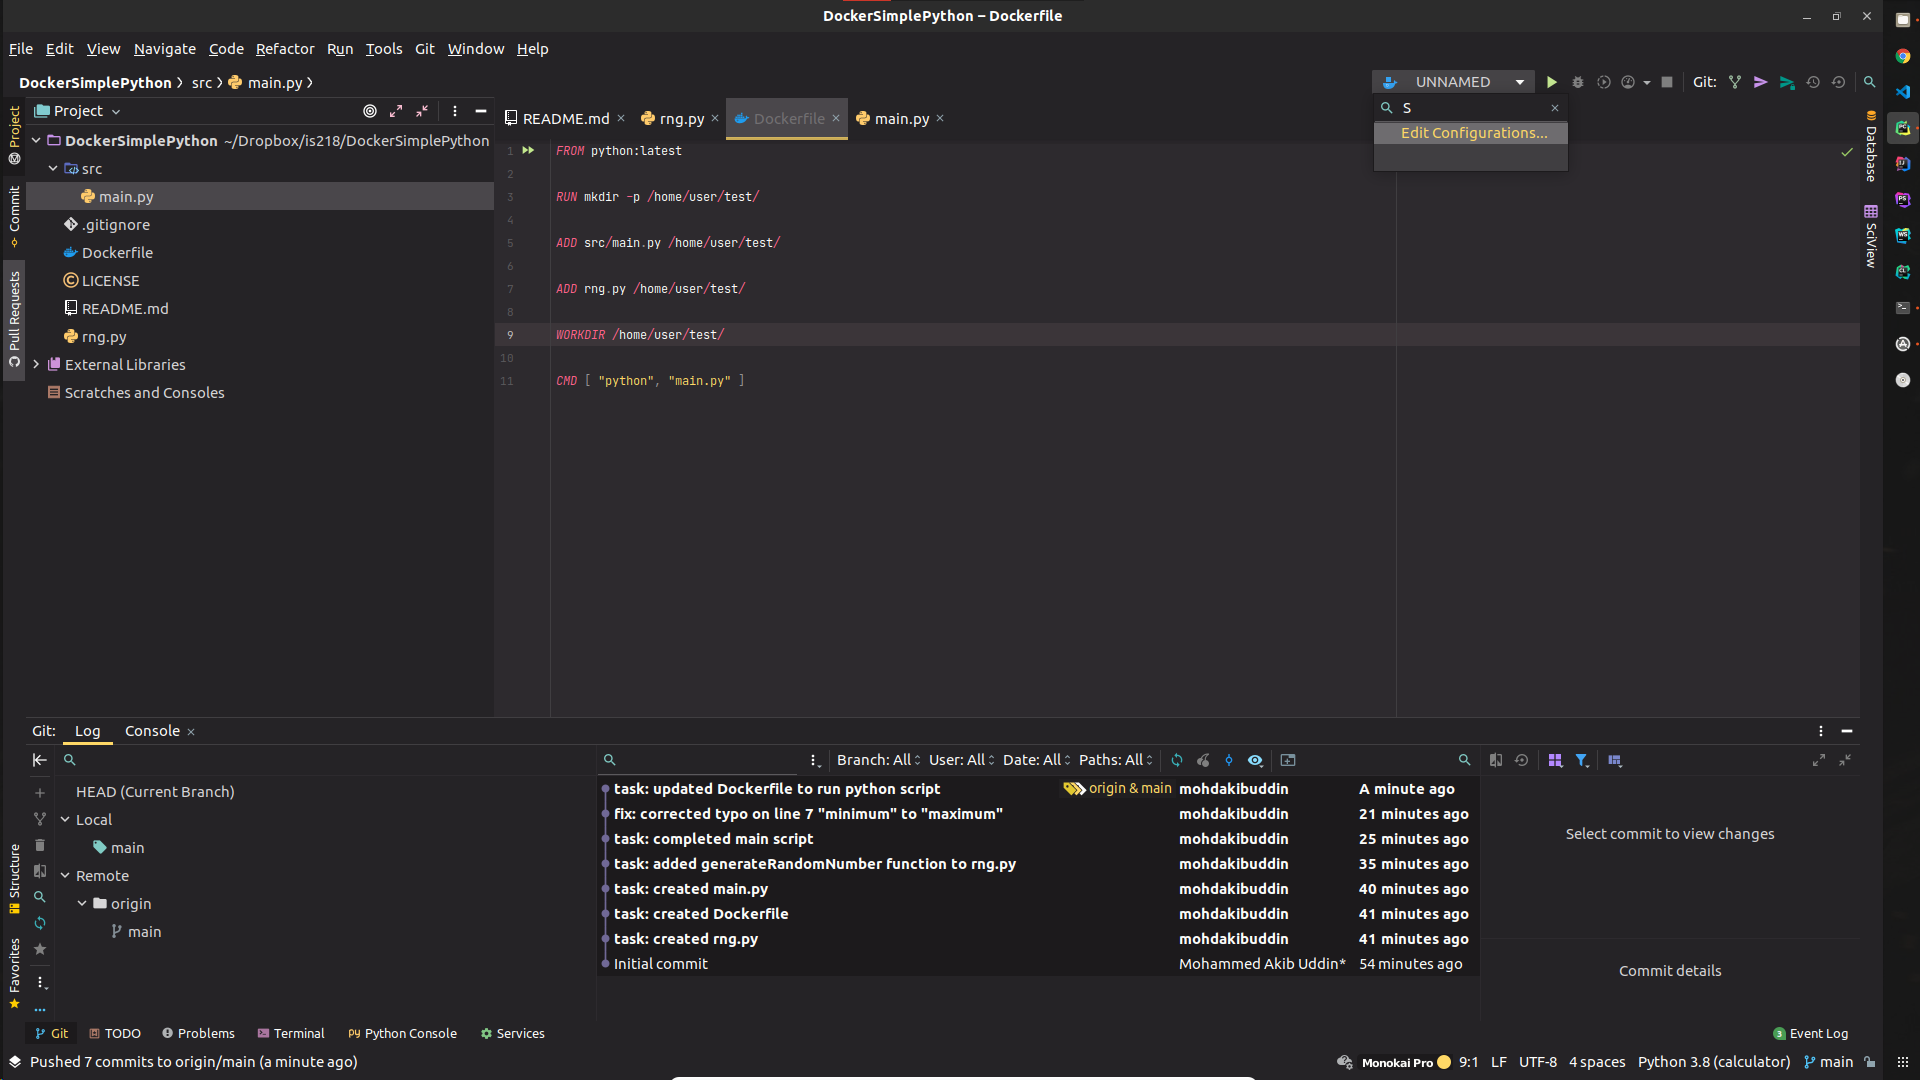 DockerSimplePython – Dockerfile
File Edit View Navigate Code Refactor Run Tools Git Window Help
DockerSimplePython src main.py
UNNAMED
Git:
S
Edit Configurations...
Project
Project
Commit
Pull Requests
Structure
Favorites
DockerSimplePython ~/Dropbox/is218/DockerSimplePython
src
main.py
.gitignore
Dockerfile
LICENSE
README.md
rng.py
External Libraries
Scratches and Consoles
README.md rng.py Dockerfile main.py
1 FROM python:latest
2
3 RUN mkdir -p /home/user/test/
4
5 ADD src/main.py /home/user/test/
6
7 ADD rng.py /home/user/test/
8
9 WORKDIR /home/user/test/
10
11 CMD [ "python", "main.py" ]
Database
SciView
Git: Log Console
Branch: All User: All Date: All Paths: All
HEAD (Current Branch)
Local
main
Remote
origin
main
task: updated Dockerfile to run python script origin & main mohdakibuddin A minute ago
fix: corrected typo on line 7 "minimum" to "maximum" mohdakibuddin 21 minutes ago
task: completed main script mohdakibuddin 25 minutes ago
task: added generateRandomNumber function to rng.py mohdakibuddin 35 minutes ago
task: created main.py mohdakibuddin 40 minutes ago
task: created Dockerfile mohdakibuddin 41 minutes ago
task: created rng.py mohdakibuddin 41 minutes ago
Initial commit Mohammed Akib Uddin* 54 minutes ago
Select commit to view changes
Commit details
Git TODO Problems Terminal Python Console Services
3 Event Log
Pushed 7 commits to origin/main (a minute ago)
Monokai Pro 9:1 LF UTF-8 4 spaces Python 3.8 (calculator) main